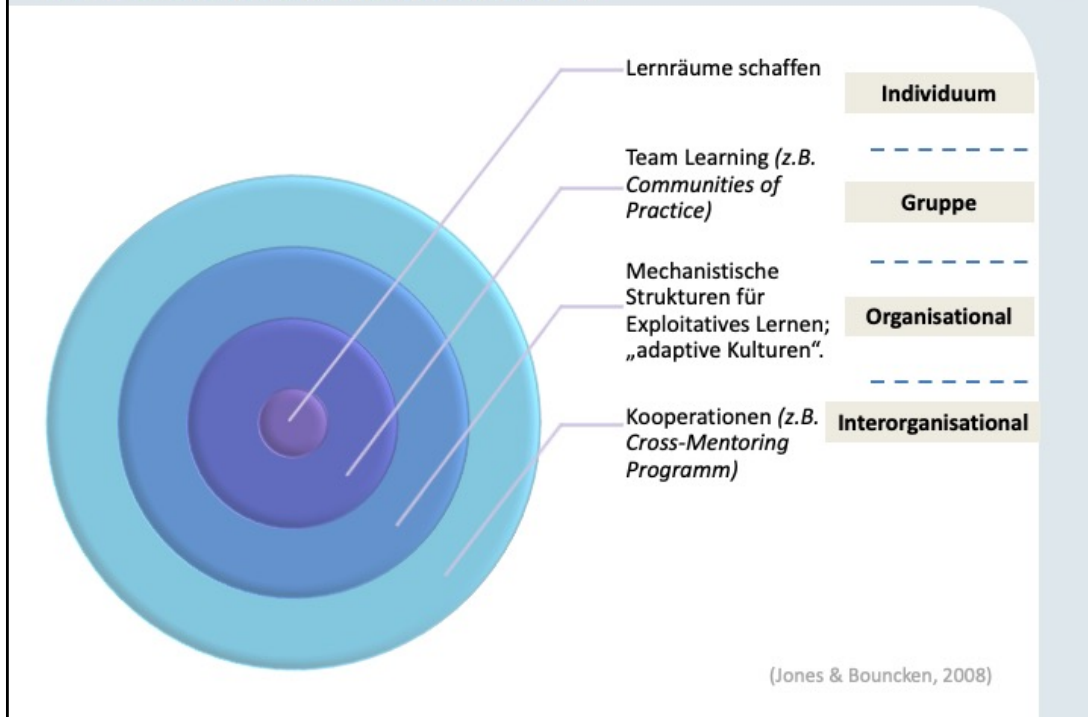 Lernräume schaffen
Individuum
Team Learning (z.B.
Communities of
Practice)
Gruppe
Mechanistische
Strukturen für
Exploitatives Lernen;
„adaptive Kulturen“.
Organisational
Kooperationen (z.B.
Cross-Mentoring
Programm)
Interorganisational
(Jones & Bouncken, 2008)